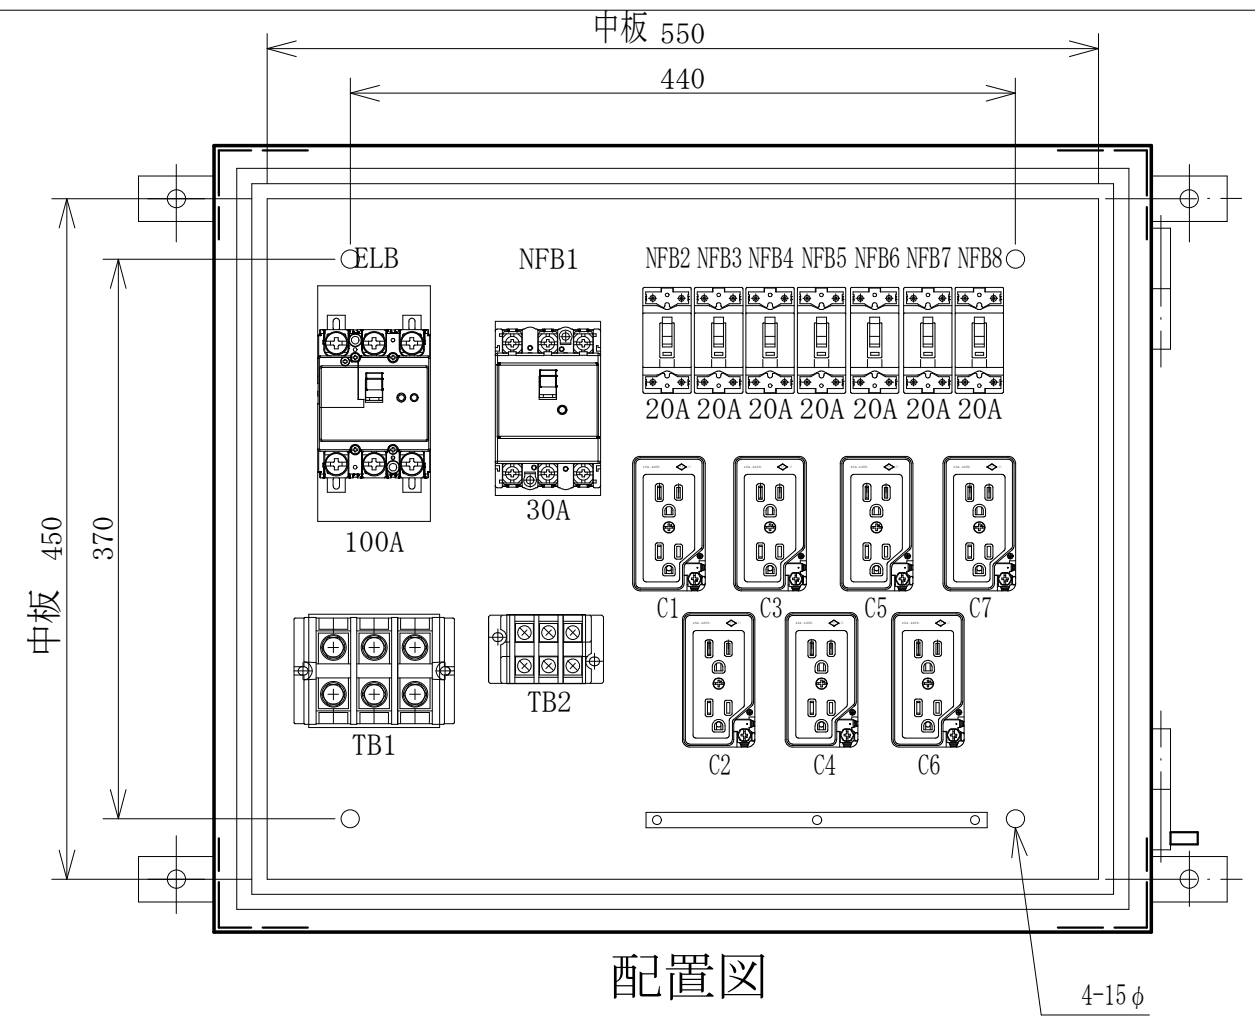 中板 550
440
ELB
NFB1
NFB2 NFB3 NFB4 NFB5 NFB6 NFB7 NFB8
20A 20A 20A 20A 20A 20A 20A
30A
100A
中板 450
370
C1 C3 C5 C7
TB2
TB1
C2 C4 C6
配置図
4-15φ